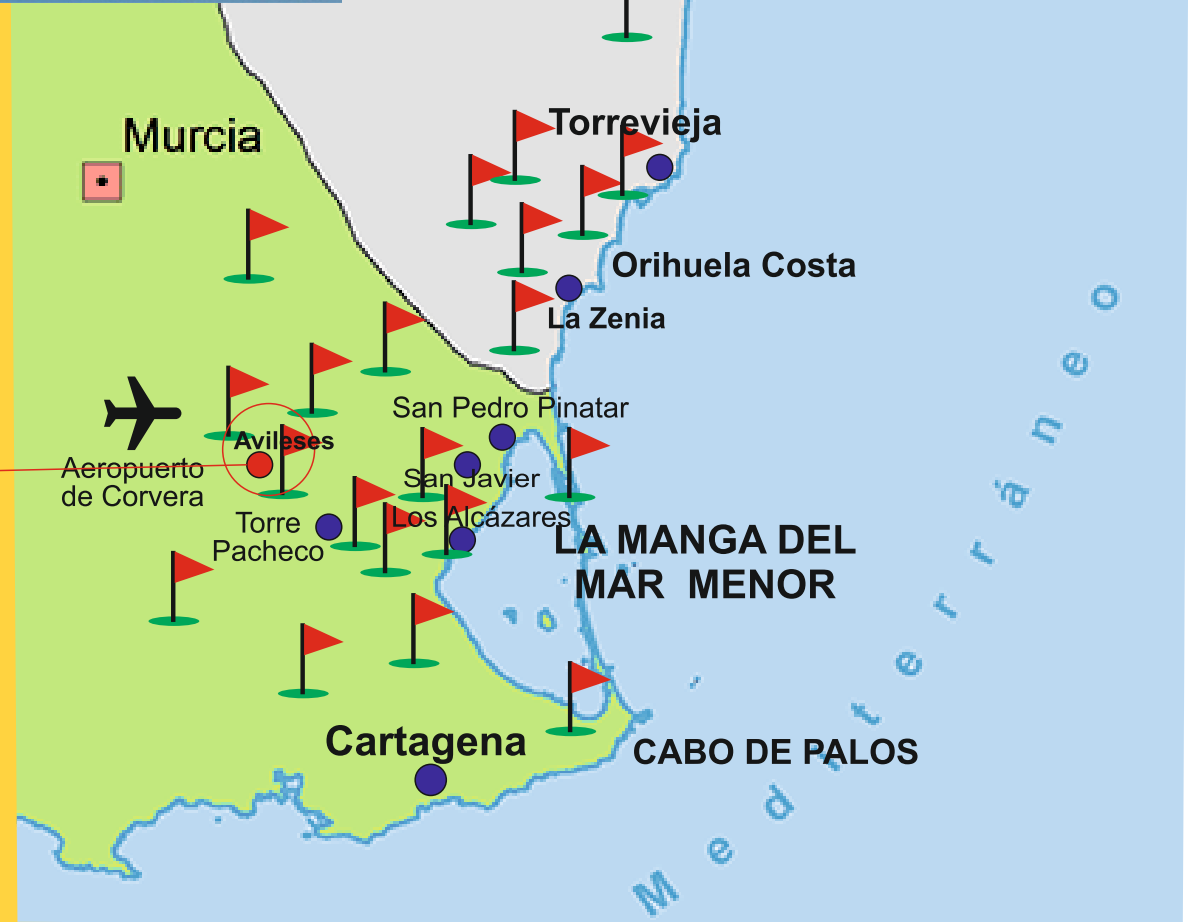 Torrevieja
Murcia
Orihuela Costa
La Zenia
San Pedro Pinatar
Avileses
Aeropuerto
de Corvera
San Javier
Los Alcázares
Torre
Pacheco
LA MANGA DEL
MAR MENOR
Cartagena
CABO DE PALOS
Mediterráneo